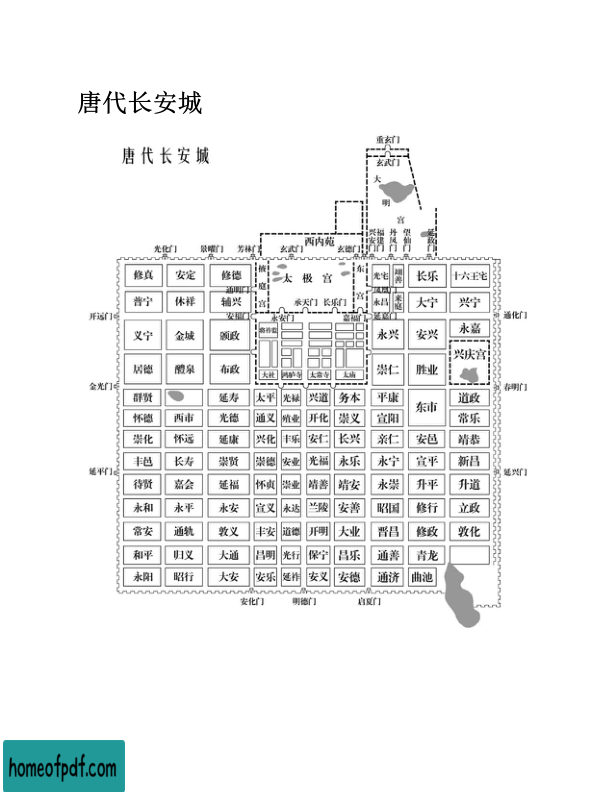 唐代长安城
唐代长安城
重玄门
玄武门
大
明
宫
兴安门 福建门 丹凤门 望仙门 延政门
西内苑
光化门 景曜门 芳林门 玄武门 玄德门
修真 安定 修德 掖庭宫 太极宫 东宫 光宅 翊善 长乐 十六王宅
通明门 承天门 长乐门 凤凰门
普宁 休祥 辅兴 永昌 来庭 大宁 兴宁
开远门 安福门 永安门 嘉福门 延嘉门 通化门
义宁 金城 颁政 将作监 永兴 安兴 永嘉
兴庆宫
居德 醴泉 布政 大社 鸿胪寺 太常寺 太庙 崇仁 胜业
金光门 春明门
群贤 延寿 太平 光禄 兴道 务本 平康 东市 道政
怀德 西市 光德 通义 殖业 开化 崇义 宣阳 常乐
崇化 怀远 延康 兴化 丰乐 安仁 长兴 亲仁 安邑 靖恭
丰邑 长寿 崇贤 崇德 安业 光福 永乐 永宁 宣平 新昌
延平门 延兴门
待贤 嘉会 延福 怀贞 崇业 靖善 靖安 永崇 升平 升道
永和 永平 永安 宣义 永达 兰陵 安善 昭国 修行 立政
常安 通轨 敦义 丰安 道德 开明 大业 晋昌 修政 敦化
和平 归义 大通 昌明 光行 保宁 昌乐 通善 青龙
永阳 昭行 大安 安乐 延祚 安义 安德 通济 曲池
安化门 明德门 启夏门
homeofpdf.com